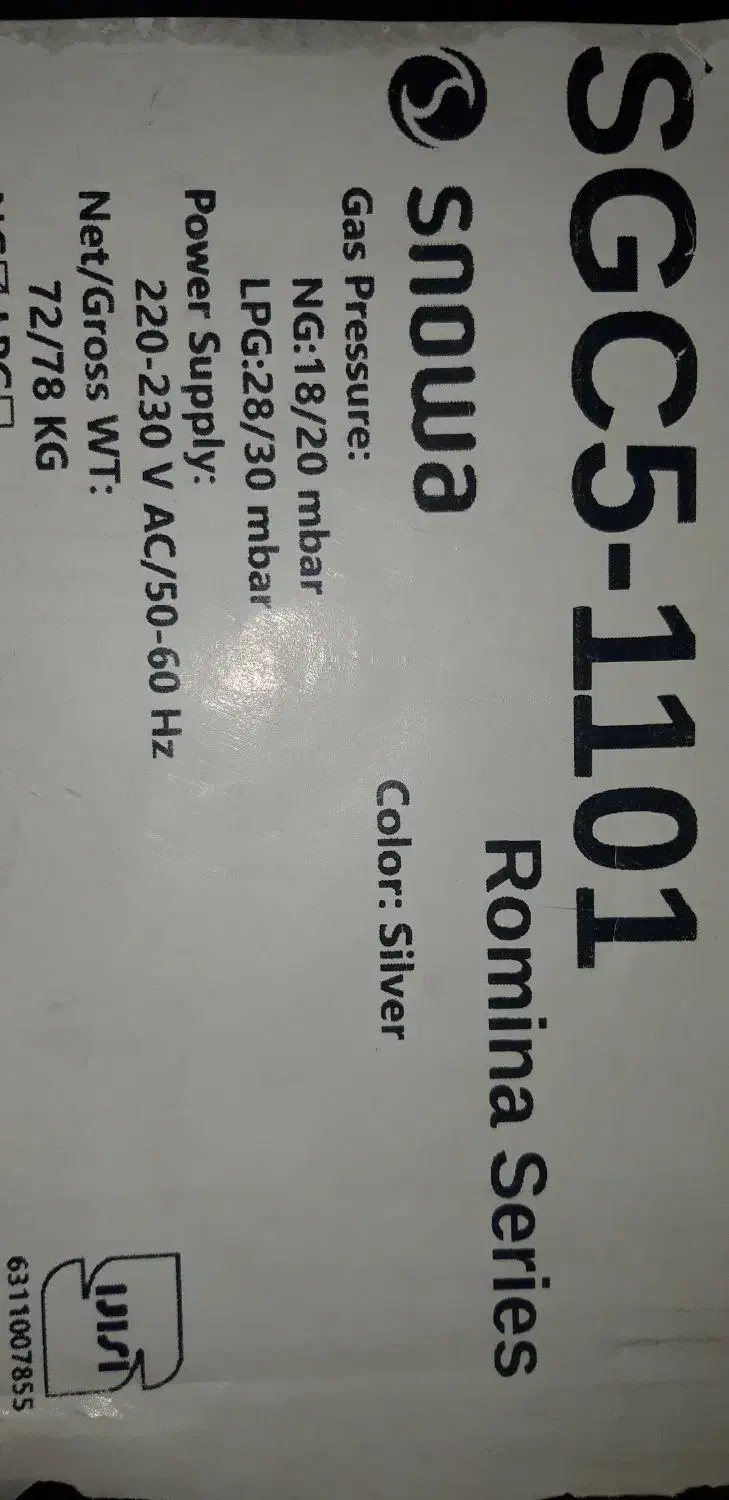 SGC5-1101
Romina Series
snowa
Color: Silver
Gas Pressure:
NG:18/20 mbar
LPG:28/30 mbar
Power Supply:
220-230 V AC/50-60 Hz
Net/Gross WT:
72/78 KG
6311007855